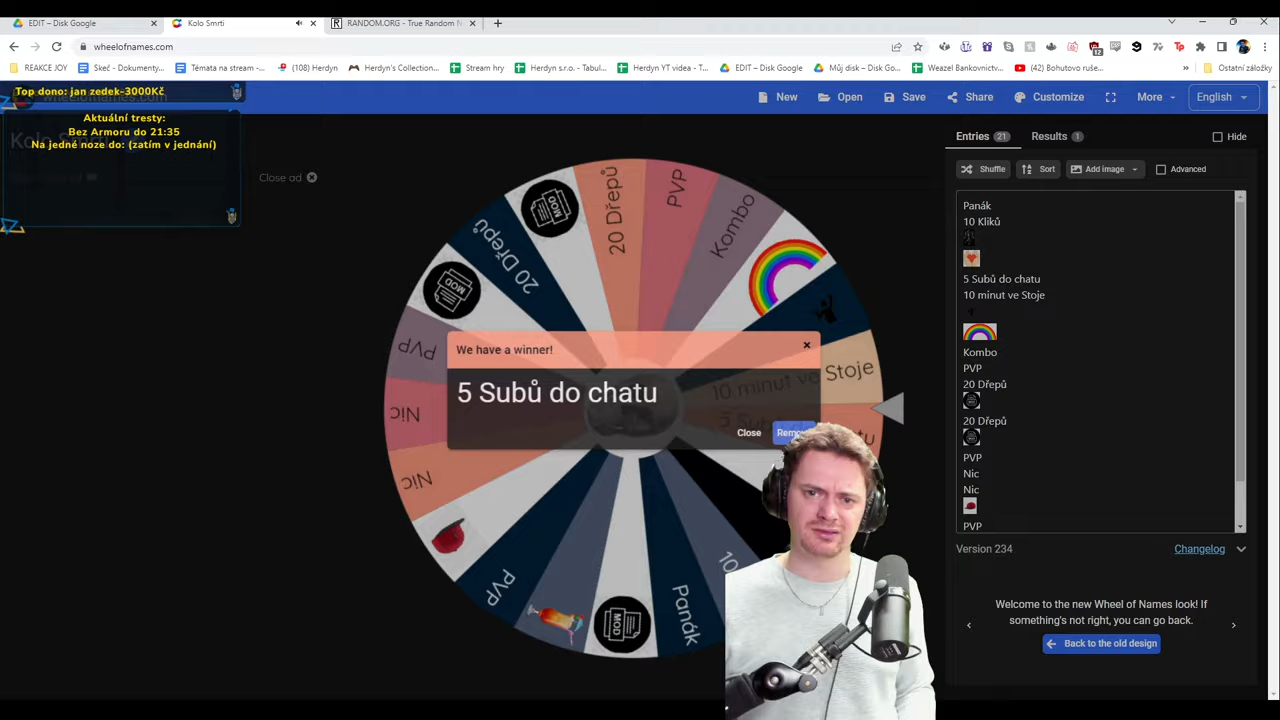 EDIT – Disk Google
Kolo Smrti
RANDOM.ORG - True Random N
wheelofnames.com
REAKCE JOY
Skeč - Dokumenty...
Témata na stream...
(108) Herdyn
Herdyn's Collection...
Stream hry
Herdyn s.r.o. - Tabul...
Herdyn YT videa - T...
EDIT – Disk Google
Můj disk – Disk Go...
Weazel Bankovnictv...
(42) Bohutovo ruše...
Ostatní záložky
Top dono: jan zedek-3000Kč
Aktuální tresty:
Bez Armoru do 21:35
Na jedné noze do: (zatím v jednání)
New
Open
Save
Share
Customize
More
English
Close ad
Entries 21
Results 1
Hide
Shuffle
Sort
Add image
Advanced
Panák
10 Kliků
5 Subů do chatu
10 minut ve Stoje
Kombo
PVP
20 Dřepů
20 Dřepů
PVP
Nic
Nic
PVP
Version 234
Changelog
Welcome to the new Wheel of Names look! If
something's not right, you can go back.
Back to the old design
We have a winner!
5 Subů do chatu
Close
20 Dřepů
PVP
Kombo
10 minut ve Stoje
Panák
PVP
Nic
Nic
PVP
20 Dřepů
MOD
MOD
MOD